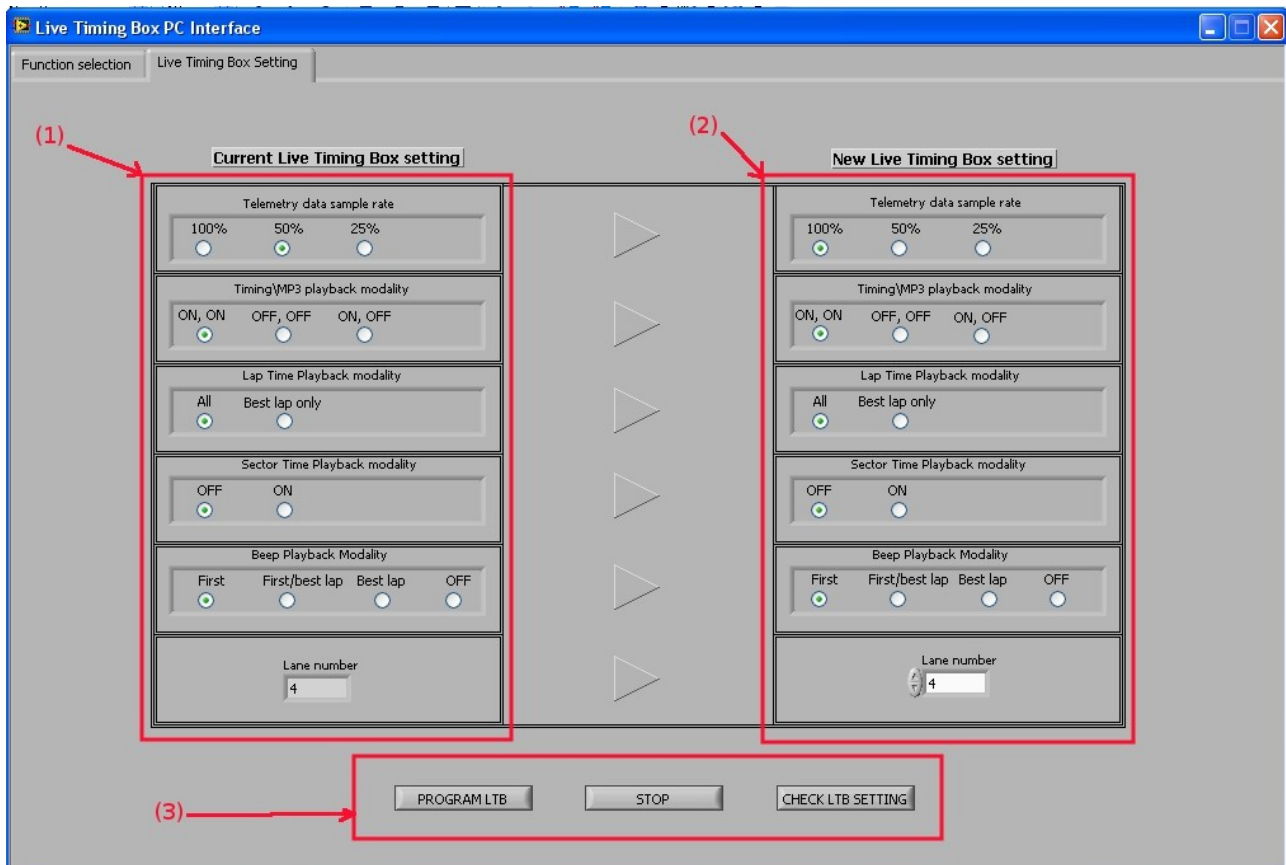 Live Timing Box PC Interface
Function selection Live Timing Box Setting
(1) (2)
Current Live Timing Box setting New Live Timing Box setting
Telemetry data sample rate Telemetry data sample rate
100% 50% 25% 100% 50% 25%
Timing\MP3 playback modality Timing\MP3 playback modality
ON, ON OFF, OFF ON, OFF ON, ON OFF, OFF ON, OFF
Lap Time Playback modality Lap Time Playback modality
All Best lap only All Best lap only
Sector Time Playback modality Sector Time Playback modality
OFF ON OFF ON
Beep Playback Modality Beep Playback Modality
First First/best lap Best lap OFF First First/best lap Best lap OFF
Lane number Lane number
4 4
(3) PROGRAM LTB STOP CHECK LTB SETTING